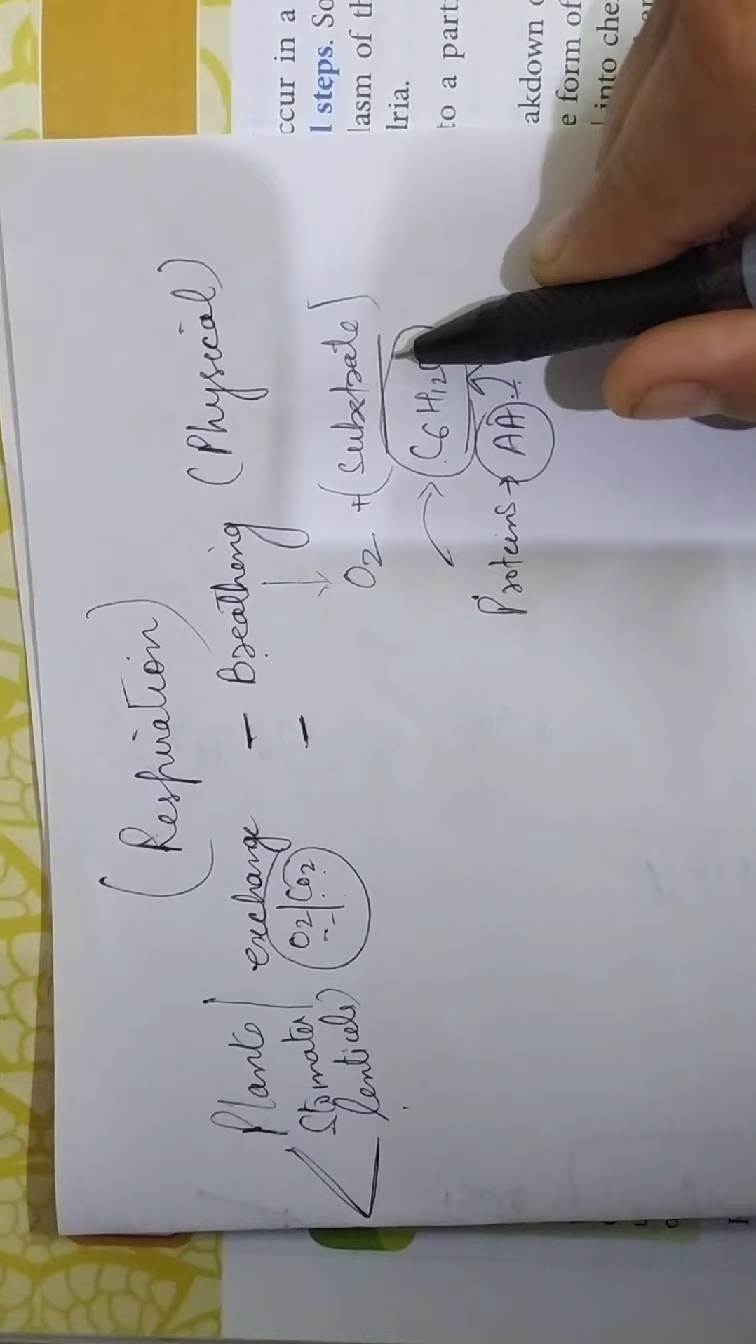 ccur in a
l steps. So
lasm of th
lria.
to a parti
akdown o
e form of
l into che
(Respiration)
Plants exchange – Breathing (Physical)
Stomates O2|CO2 –
lenticels
O2 + (Substrate)
C6H12
Proteins → AA